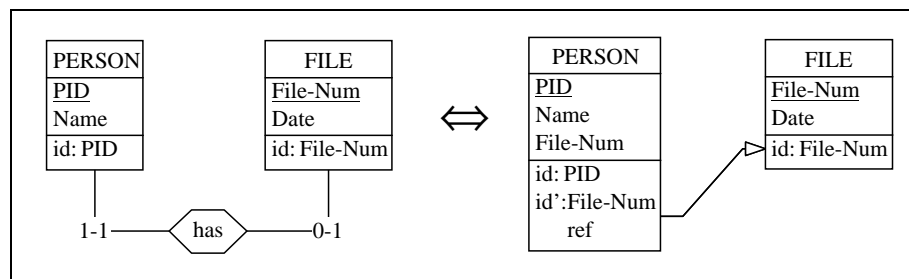 PERSON
PID
Name
id: PID
FILE
File-Num
Date
id: File-Num
1-1
has
0-1
⇔
PERSON
PID
Name
File-Num
id: PID
id':File-Num
ref
FILE
File-Num
Date
id: File-Num